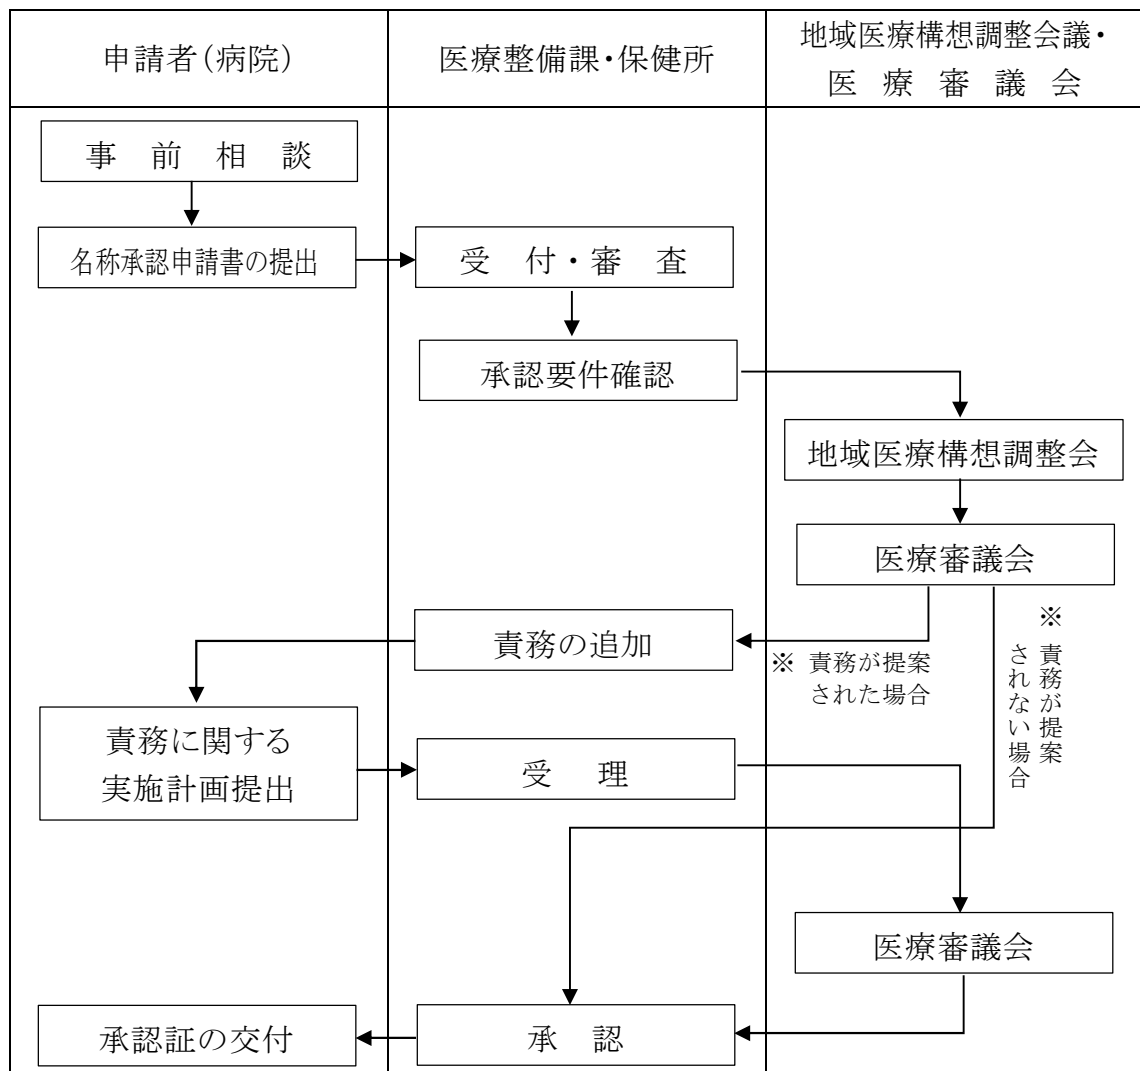 申請者(病院)
医療整備課・保健所
地域医療構想調整会議・
医療審議会
事前相談
名称承認申請書の提出
受付・審査
承認要件確認
地域医療構想調整会
医療審議会
責務の追加
※ 責務が提案
された場合
※ 責務が提案
されない場合
責務に関する
実施計画提出
受理
医療審議会
承認
承認証の交付